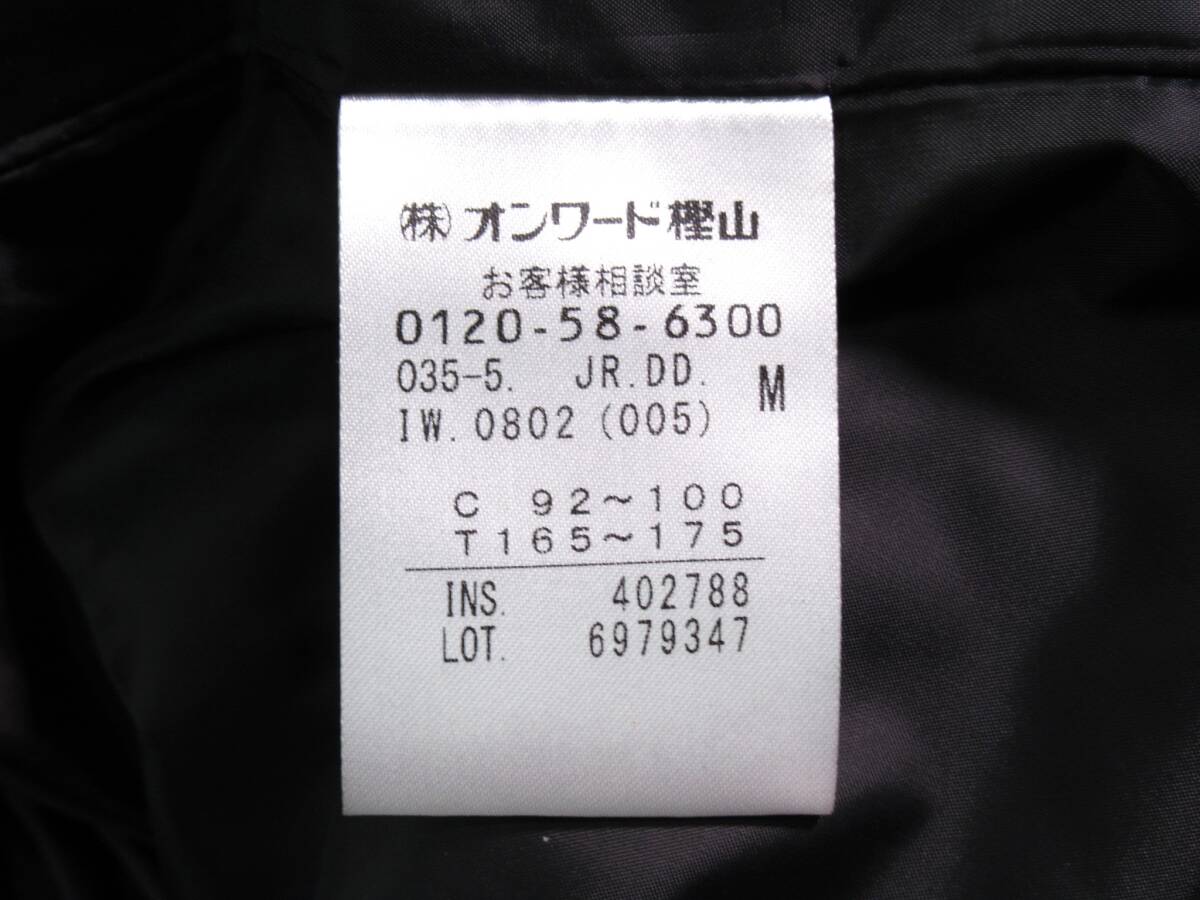 ㈱オンワード樫山
お客様相談室
0120-58-6300
035-5. JR.DD. M
IW.0802(005)
C 92~100
T165~175
INS. 402788
LOT. 6979347